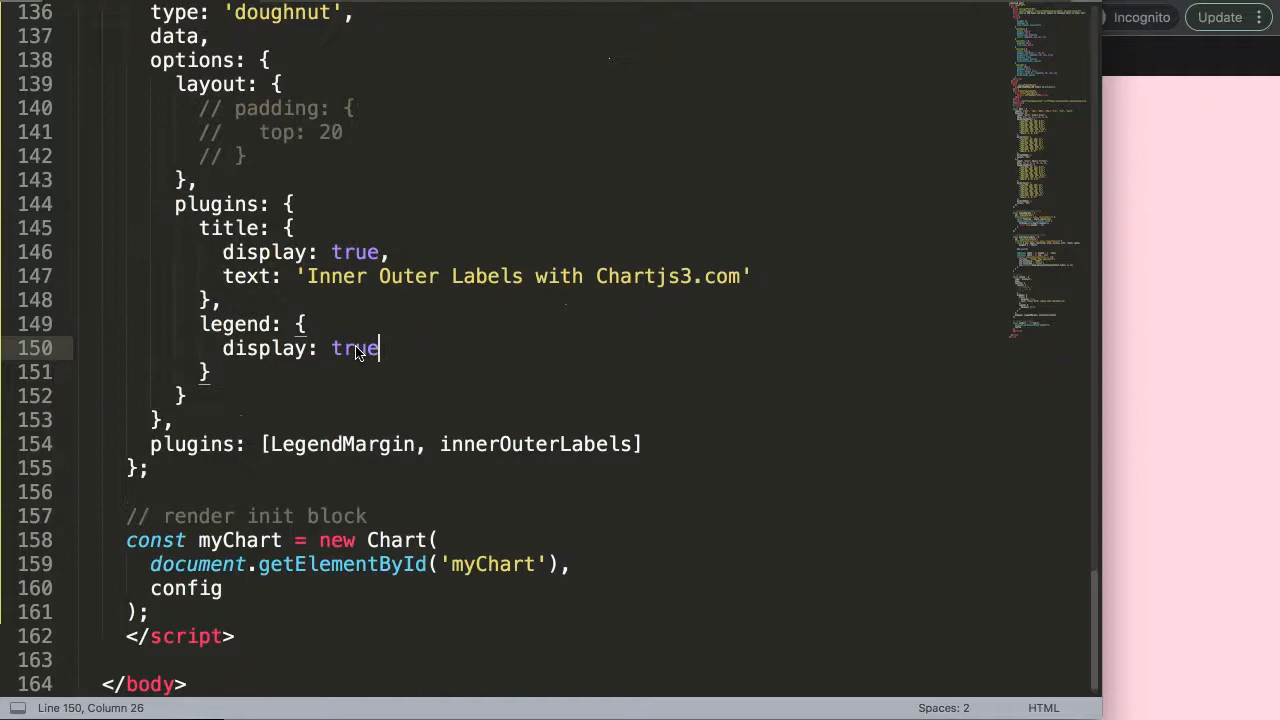 136 type: 'doughnut',
137 data,
138 options: {
139 layout: {
140 // padding: {
141 // top: 20
142 // }
143 },
144 plugins: {
145 title: {
146 display: true,
147 text: 'Inner Outer Labels with Chartjs3.com'
148 },
149 legend: {
150 display: true
151 }
152 }
153 },
154 plugins: [LegendMargin, innerOuterLabels]
155 };
156
157 // render init block
158 const myChart = new Chart(
159 document.getElementById('myChart'),
160 config
161 );
162 </script>
163
164 </body>
Line 150, Column 26
Spaces: 2
HTML
Incognito
Update